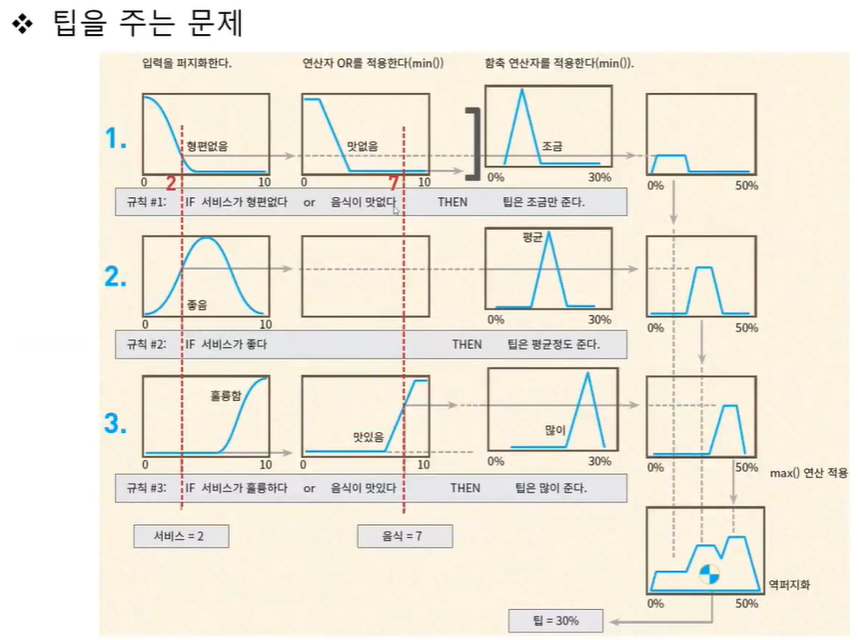 ❖ 팁을 주는 문제
입력을 퍼지화한다. 연산자 OR를 적용한다(min()) 함축 연산자를 적용한다(min()).
1.
형편없음 맛없음 조금
0 2 10 7 10 0% 30% 0% 50%
규칙 #1: IF 서비스가 형편없다 or 음식이 맛없다 THEN 팁은 조금만 준다.
2.
평균
좋음
0 10 0% 30% 0% 50%
규칙 #2: IF 서비스가 좋다 THEN 팁은 평균정도 준다.
3.
훌륭함 맛있음 많이
0 10 0 10 0% 30% 0% 50%
max() 연산 적용
규칙 #3: IF 서비스가 훌륭하다 or 음식이 맛있다 THEN 팁은 많이 준다.
서비스 = 2 음식 = 7
역퍼지화
0% 50%
팁 = 30%